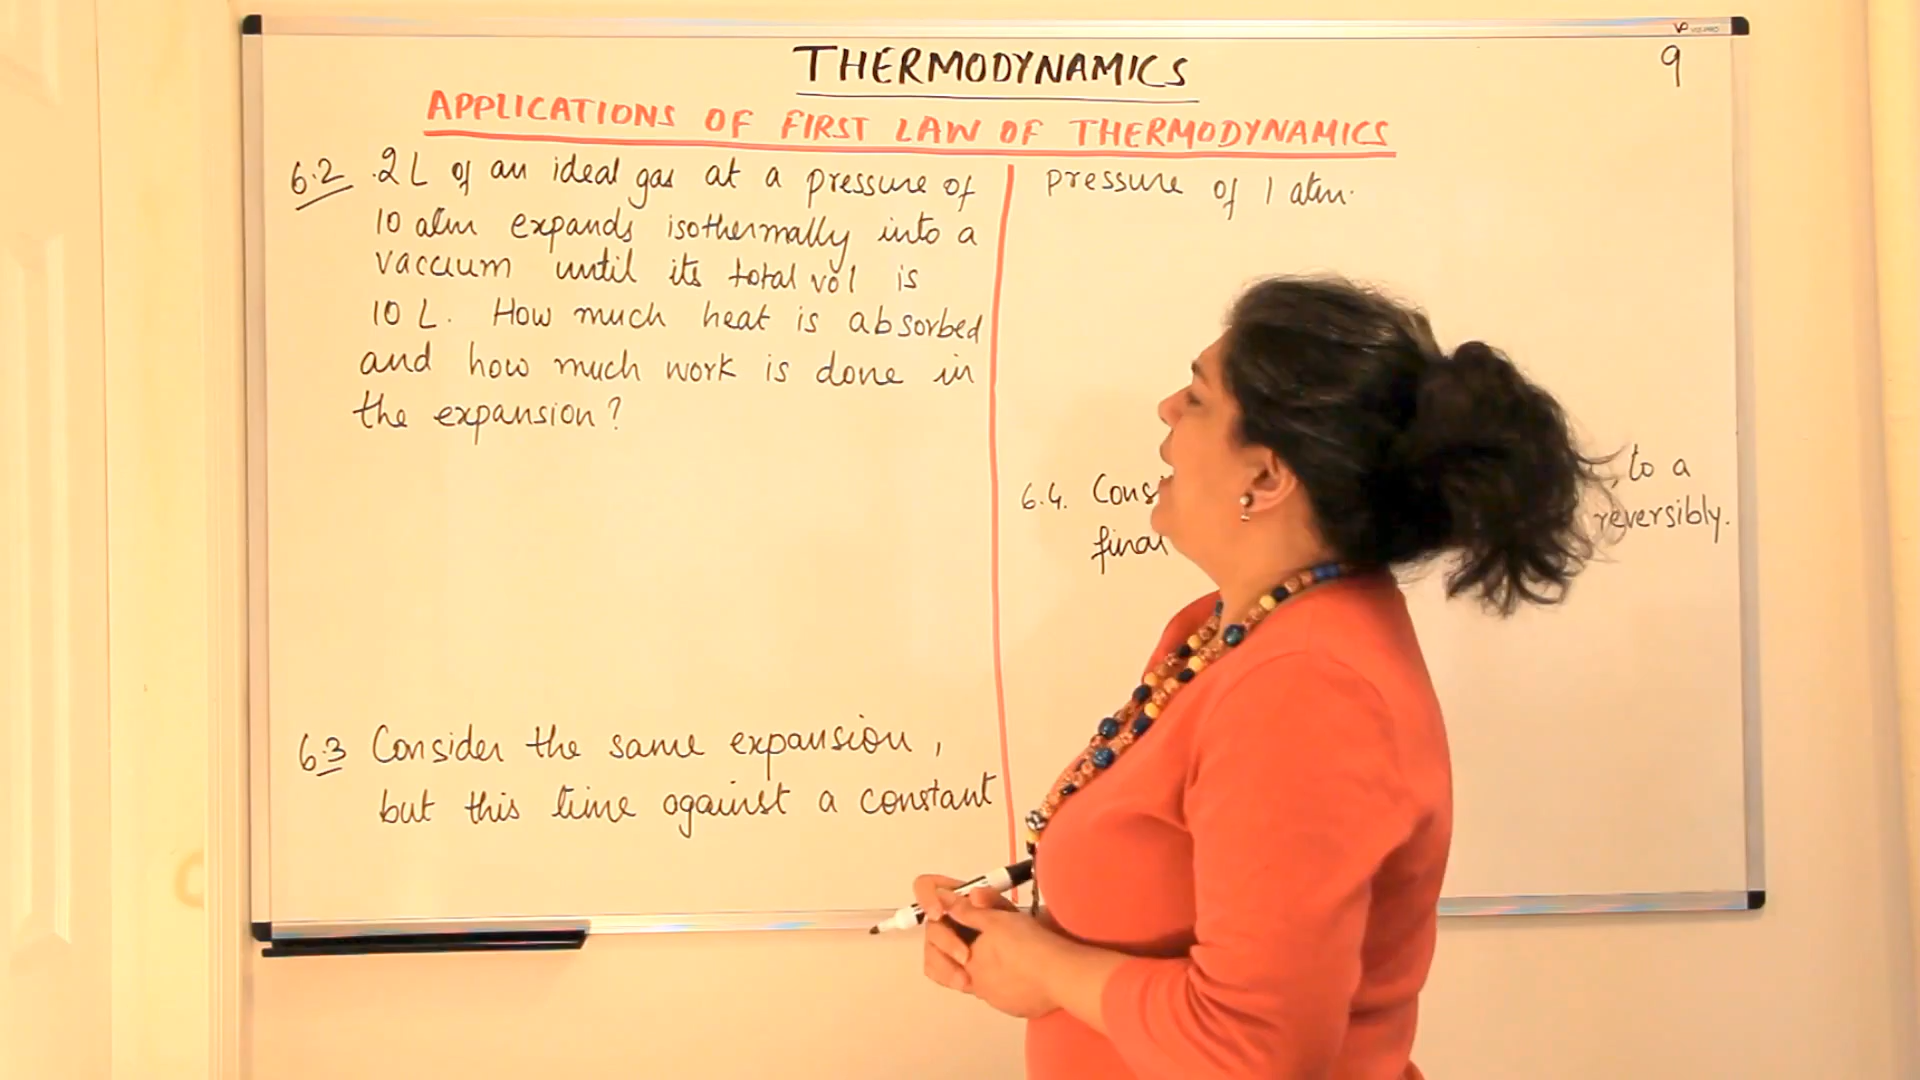 THERMODYNAMICS
9
APPLICATIONS OF FIRST LAW OF THERMODYNAMICS
6.2 2 L of an ideal gas at a pressure of
10 atm expands isothermally into a
vacuum until its total vol is
10 L. How much heat is absorbed
and how much work is done in
the expansion?
6.3 Consider the same expansion,
but this time against a constant
pressure of 1 atm.
6.4. Cons to a
final reversibly.